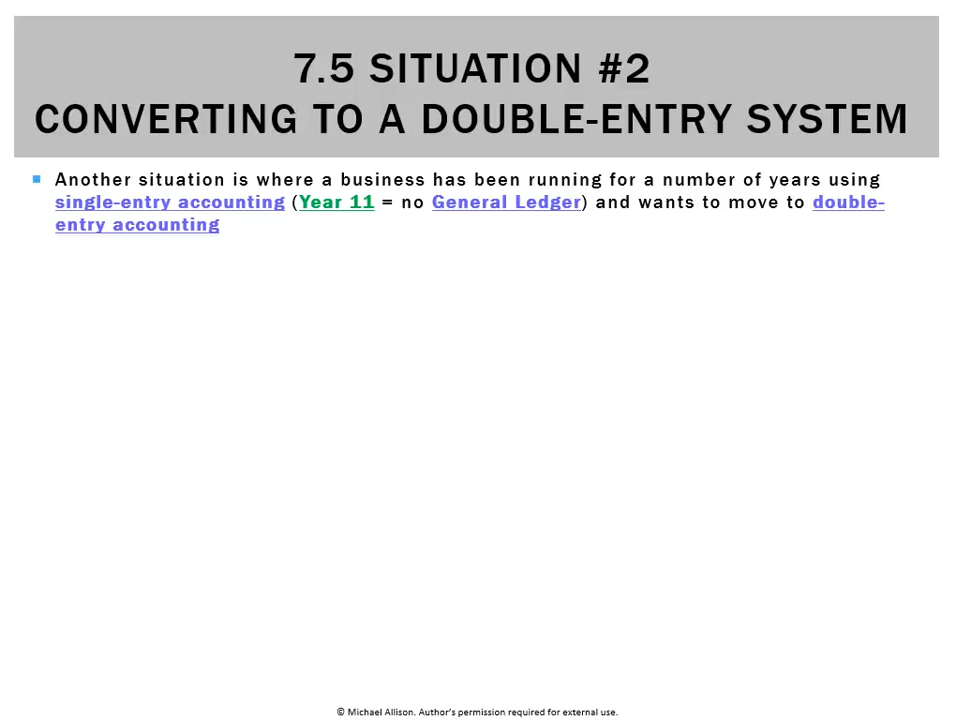 7.5 SITUATION #2
CONVERTING TO A DOUBLE-ENTRY SYSTEM
Another situation is where a business has been running for a number of years using
single-entry accounting (Year 11 = no General Ledger) and wants to move to double-
entry accounting
© Michael Allison. Author's permission required for external use.